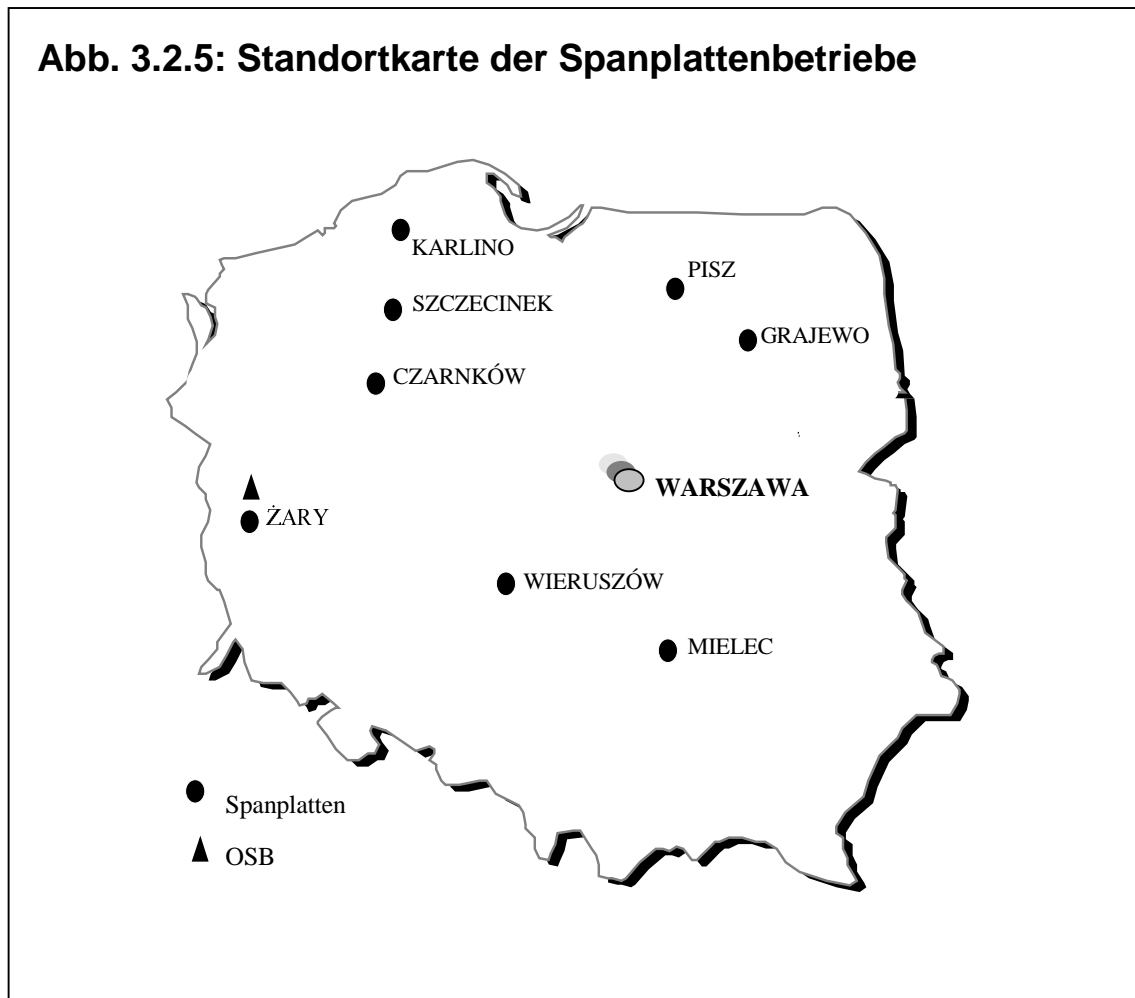 Abb. 3.2.5: Standortkarte der Spanplattenbetriebe
KARLINO
PISZ
SZCZECINEK
GRAJEWO
CZARNKÓW
WARSZAWA
ŻARY
WIERUSZÓW
MIELEC
Spanplatten
OSB